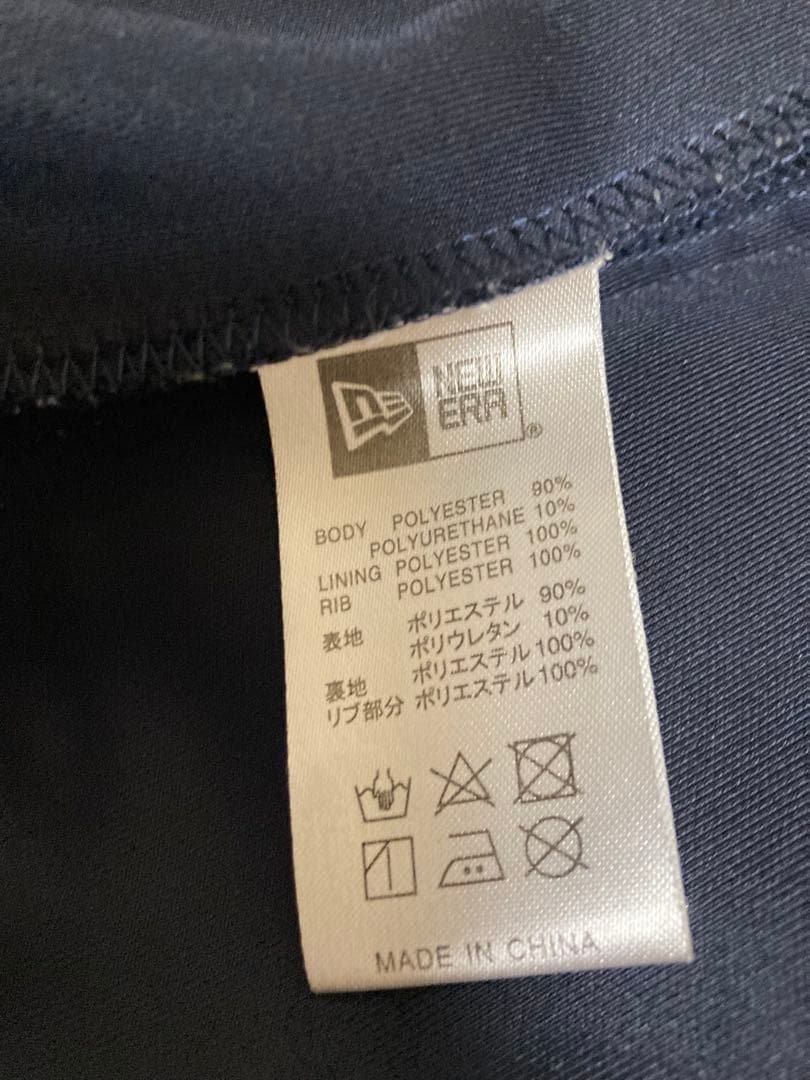 NEW
ERA
®
BODY POLYESTER 90%
POLYURETHANE 10%
LINING POLYESTER 100%
RIB POLYESTER 100%
表地 ポリエステル 90%
ポリウレタン 10%
裏地 ポリエステル 100%
リブ部分 ポリエステル 100%
MADE IN CHINA